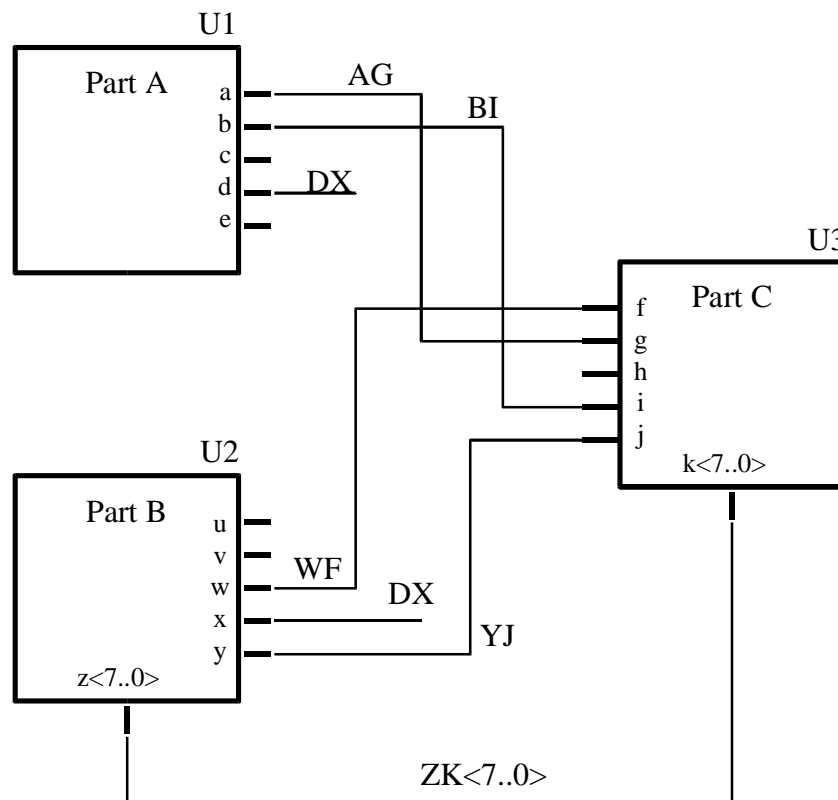 U1
Part A
a
AG
b
BI
c
d
DX
e
U3
Part C
f
g
h
i
j
k<7..0>
U2
Part B
u
v
w
WF
x
DX
y
YJ
z<7..0>
ZK<7..0>